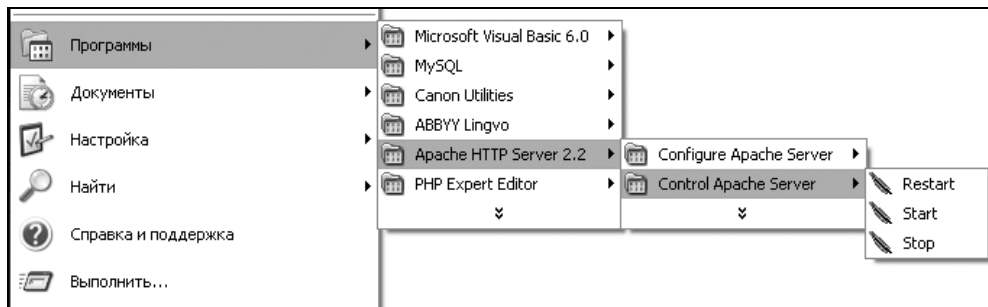 Программы
Документы
Настройка
Найти
Справка и поддержка
Выполнить...
Microsoft Visual Basic 6.0
MySQL
Canon Utilities
ABBYY Lingvo
Apache HTTP Server 2.2
PHP Expert Editor
Configure Apache Server
Control Apache Server
Restart
Start
Stop